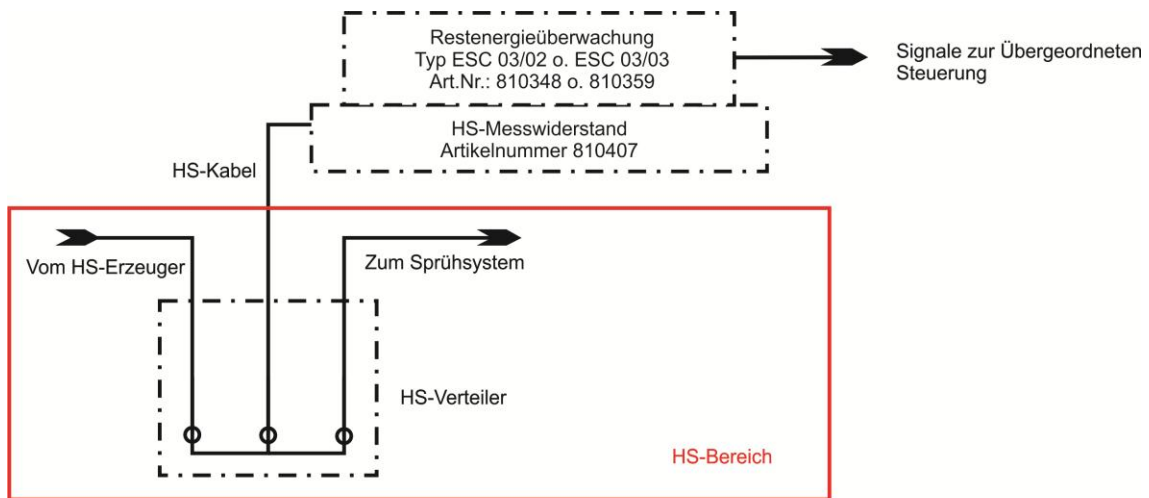 Restenergieüberwachung
Typ ESC 03/02 o. ESC 03/03
Art.Nr.: 810348 o. 810359
Signale zur Übergeordneten
Steuerung
HS-Messwiderstand
Artikelnummer 810407
HS-Kabel
Vom HS-Erzeuger
Zum Sprühsystem
HS-Verteiler
HS-Bereich